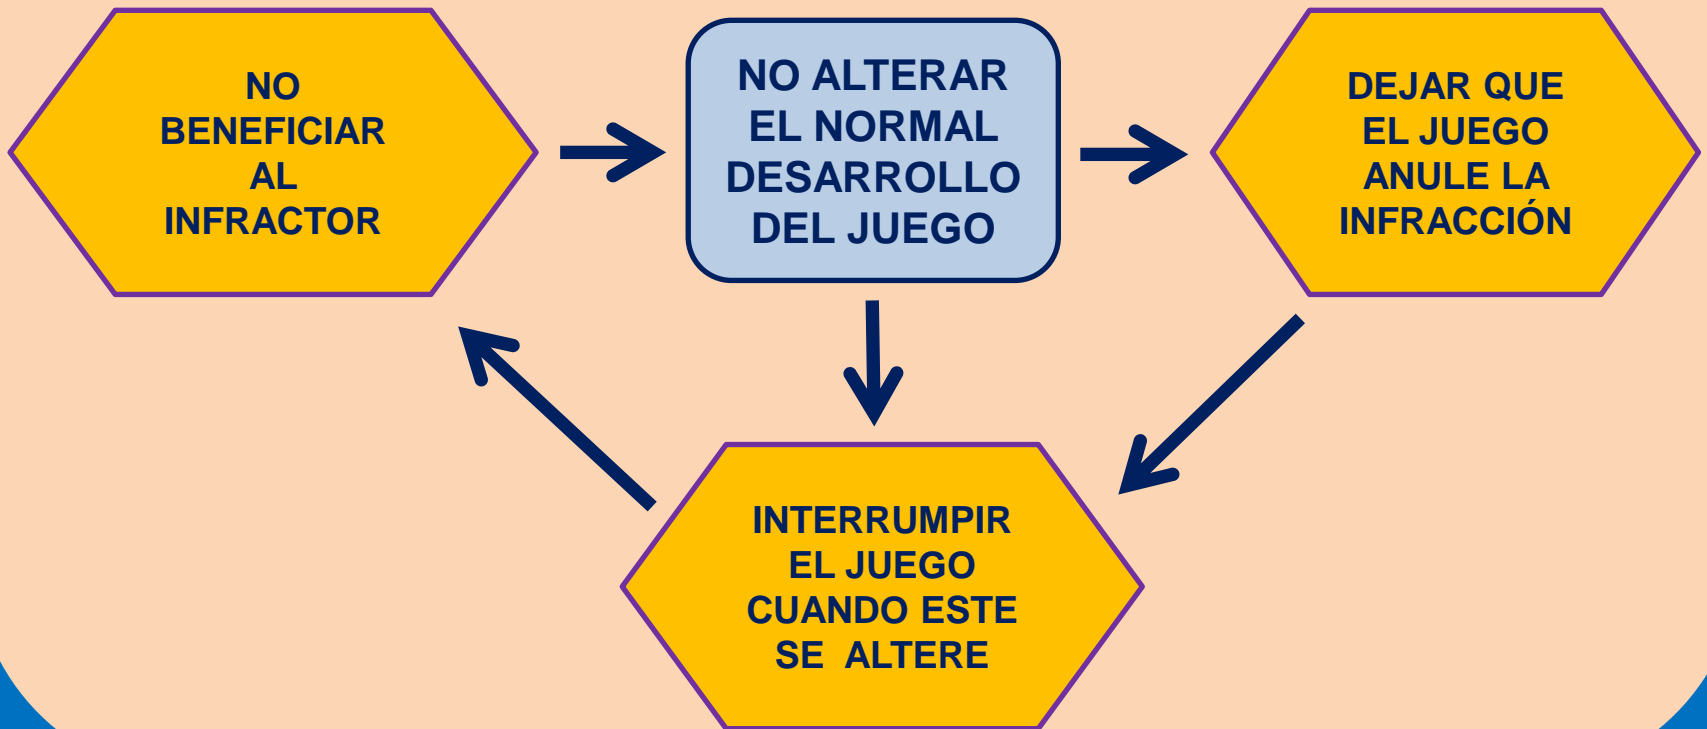 NO
BENEFICIAR
AL
INFRACTOR
NO ALTERAR
EL NORMAL
DESARROLLO
DEL JUEGO
DEJAR QUE
EL JUEGO
ANULE LA
INFRACCIÓN
INTERRUMPIR
EL JUEGO
CUANDO ESTE
SE ALTERE